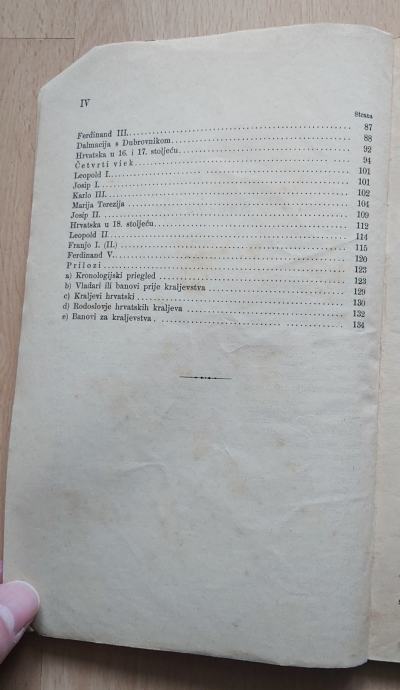 IV
Strana
Ferdinand III. 87
Dalmacija s Dubrovnikom. 88
Hrvatska u 16. i 17. stoljeću. 92
Četvrti viek 94
Leopold I. 101
Josip I. 101
Karlo III. 102
Marija Terezija 104
Josip II. 109
Hrvatska u 18. stoljeću. 112
Leopold II. 114
Franjo I. (II.) 115
Ferdinand V. 120
Prilozi 123
a) Kronologijski priegled 123
b) Vladari ili banovi prije kraljevstva 129
c) Kraljevi hrvatski 130
d) Rodoslovje hrvatskih kraljeva 132
e) Banovi za kraljevstva. 134